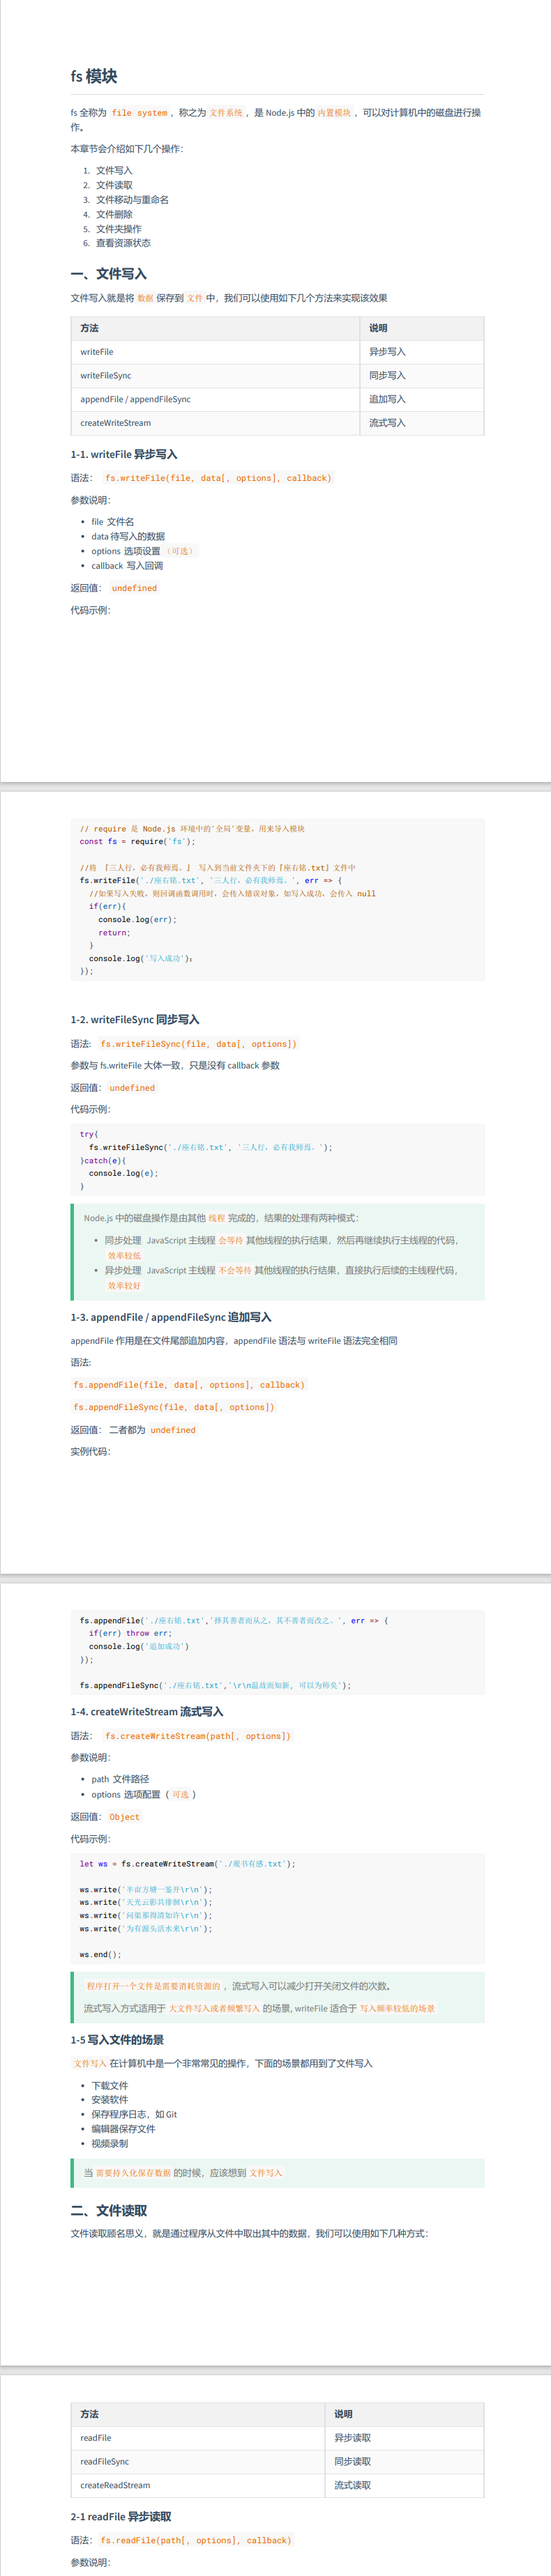 fs 模块
fs 全称为 file system ，称之为 文件系统 ，是 Node.js 中的 内置模块 ，可以对计算机中的磁盘进行操
作。
本章节会介绍如下几个操作：
1. 文件写入
2. 文件读取
3. 文件移动与重命名
4. 文件删除
5. 文件夹操作
6. 查看资源状态
一、文件写入
文件写入就是将 数据 保存到 文件 中，我们可以使用如下几个方法来实现该效果
方法 说明
writeFile 异步写入
writeFileSync 同步写入
appendFile / appendFileSync 追加写入
createWriteStream 流式写入
1-1. writeFile 异步写入
语法： fs.writeFile(file, data[, options], callback)
参数说明：
• file 文件名
• data 待写入的数据
• options 选项设置 （可选）
• callback 写入回调
返回值： undefined
代码示例：
// require 是 Node.js 环境中的'全局'变量，用来导入模块
const fs = require('fs');
//将 『三人行，必有我师焉。』 写入到当前文件夹下的『座右铭.txt』文件中
fs.writeFile('./座右铭.txt', '三人行，必有我师焉。', err => {
//如果写入失败，则回调函数调用时，会传入错误对象，如写入成功，会传入 null
if(err){
console.log(err);
return;
}
console.log('写入成功')；
});
1-2. writeFileSync 同步写入
语法: fs.writeFileSync(file, data[, options])
参数与 fs.writeFile 大体一致，只是没有 callback 参数
返回值： undefined
代码示例：
try{
fs.writeFileSync('./座右铭.txt', '三人行，必有我师焉。');
}catch(e){
console.log(e);
}
Node.js 中的磁盘操作是由其他 线程 完成的，结果的处理有两种模式：
• 同步处理 JavaScript 主线程 会等待 其他线程的执行结果，然后再继续执行主线程的代码，
效率较低
• 异步处理 JavaScript 主线程 不会等待 其他线程的执行结果，直接执行后续的主线程代码，
效率较好
1-3. appendFile / appendFileSync 追加写入
appendFile 作用是在文件尾部追加内容，appendFile 语法与 writeFile 语法完全相同
语法:
fs.appendFile(file, data[, options], callback)
fs.appendFileSync(file, data[, options])
返回值： 二者都为 undefined
实例代码：
fs.appendFile('./座右铭.txt','择其善者而从之，其不善者而改之。', err => {
if(err) throw err;
console.log('追加成功')
});
fs.appendFileSync('./座右铭.txt','\r\n温故而知新, 可以为师矣');
1-4. createWriteStream 流式写入
语法： fs.createWriteStream(path[, options])
参数说明：
• path 文件路径
• options 选项配置（ 可选 ）
返回值： Object
代码示例：
let ws = fs.createWriteStream('./观书有感.txt');
ws.write('半亩方塘一鉴开\r\n');
ws.write('天光云影共徘徊\r\n');
ws.write('问渠那得清如许\r\n');
ws.write('为有源头活水来\r\n');
ws.end();
程序打开一个文件是需要消耗资源的 ，流式写入可以减少打开关闭文件的次数。
流式写入方式适用于 大文件写入或者频繁写入 的场景, writeFile 适合于 写入频率较低的场景
1-5 写入文件的场景
文件写入 在计算机中是一个非常常见的操作，下面的场景都用到了文件写入
• 下载文件
• 安装软件
• 保存程序日志，如 Git
• 编辑器保存文件
• 视频录制
当 需要持久化保存数据 的时候，应该想到 文件写入
二、文件读取
文件读取顾名思义，就是通过程序从文件中取出其中的数据，我们可以使用如下几种方式：
方法 说明
readFile 异步读取
readFileSync 同步读取
createReadStream 流式读取
2-1 readFile 异步读取
语法： fs.readFile(path[, options], callback)
参数说明：